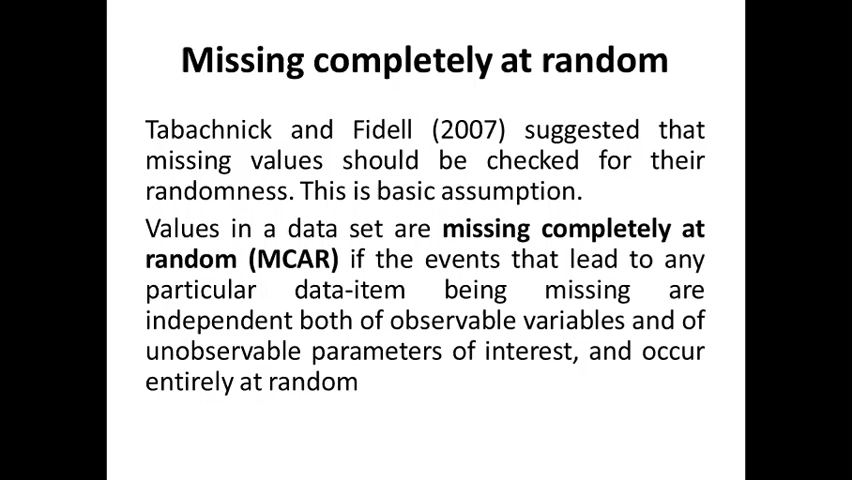 Missing completely at random
Tabachnick and Fidell (2007) suggested that
missing values should be checked for their
randomness. This is basic assumption.
Values in a data set are missing completely at
random (MCAR) if the events that lead to any
particular data-item being missing are
independent both of observable variables and of
unobservable parameters of interest, and occur
entirely at random